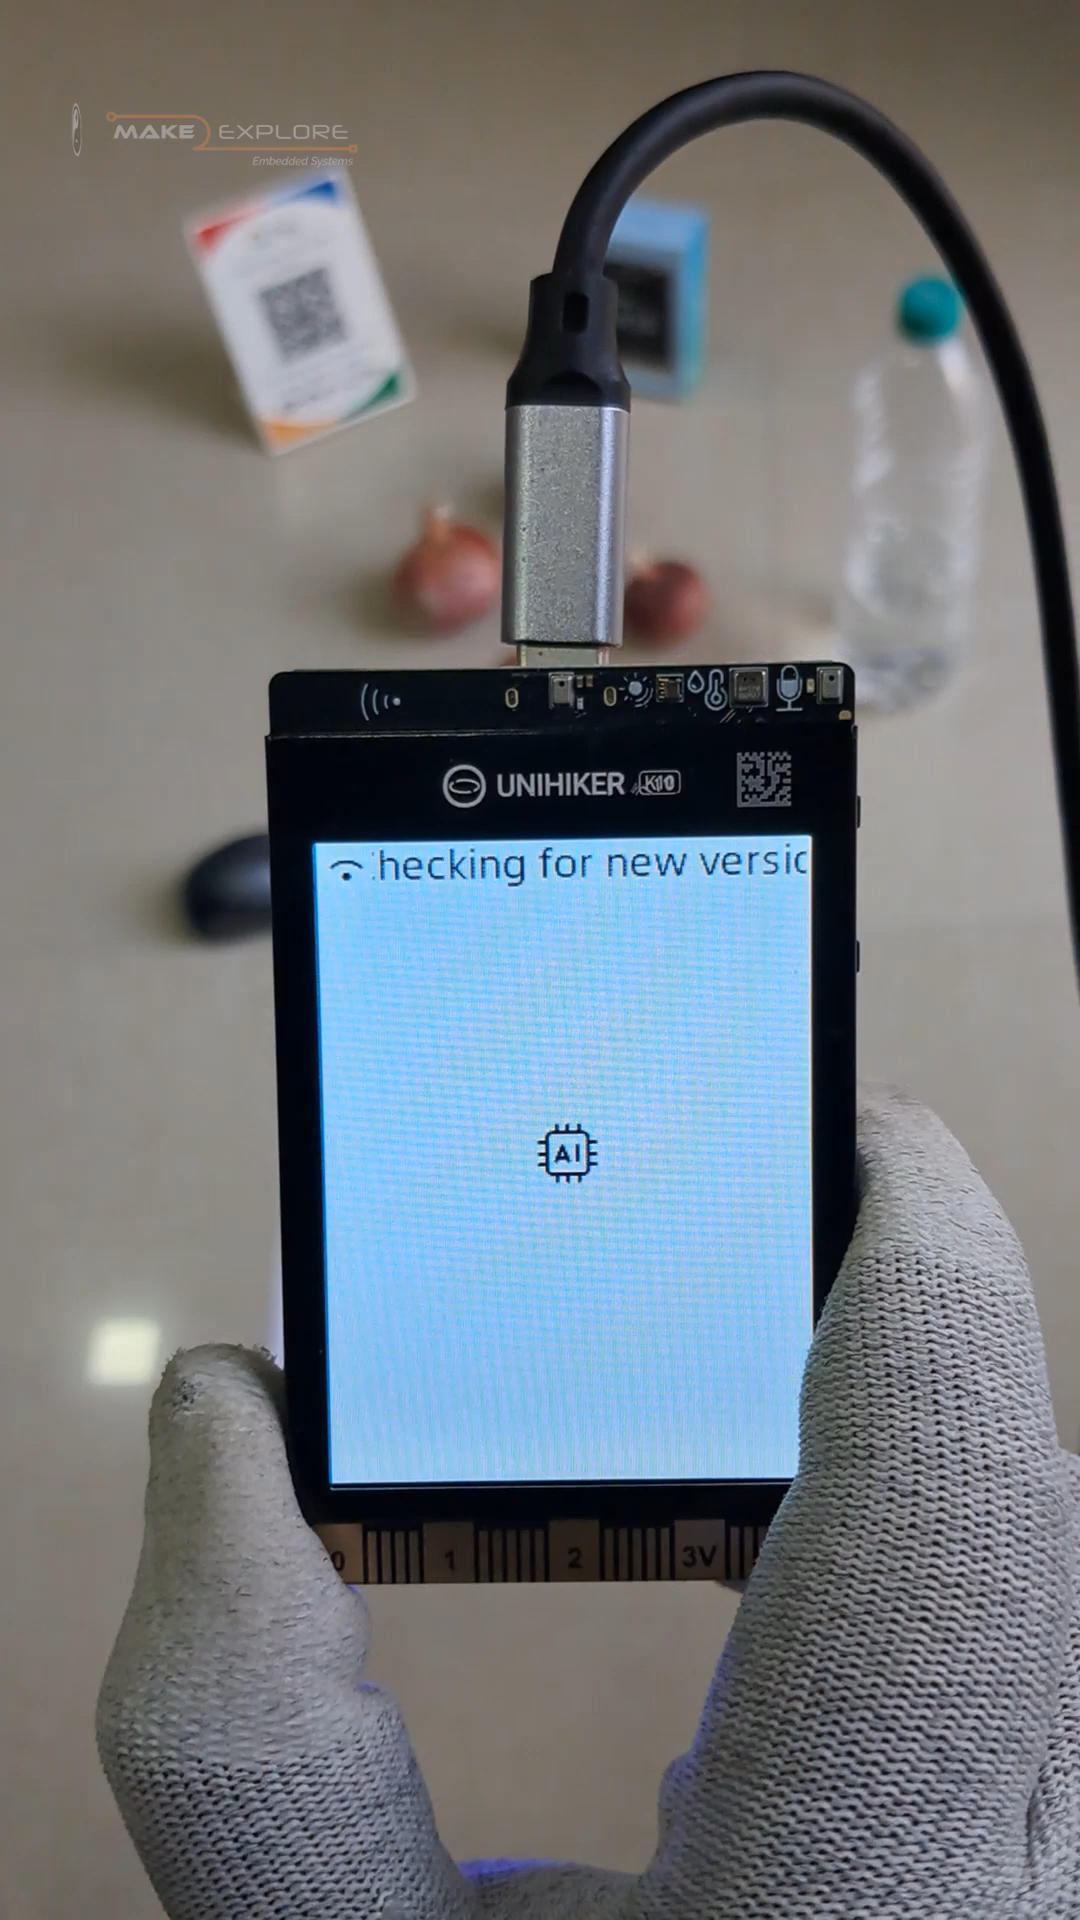 MAKE EXPLORE
Embedded Systems
UNIHIKER K10
hecking for new versic
AI
0 1 2 3V